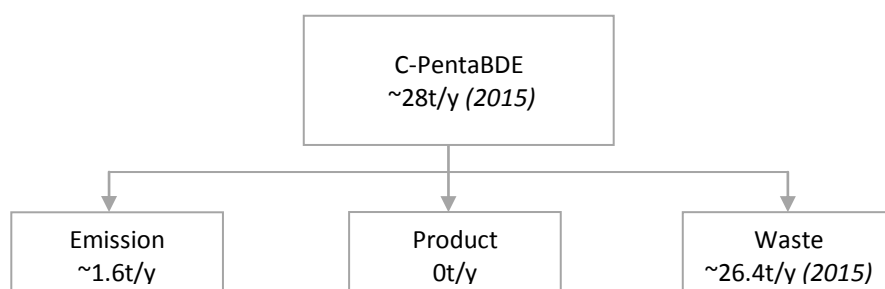 C-PentaBDE
~28t/y (2015)
Emission
~1.6t/y
Product
0t/y
Waste
~26.4t/y (2015)